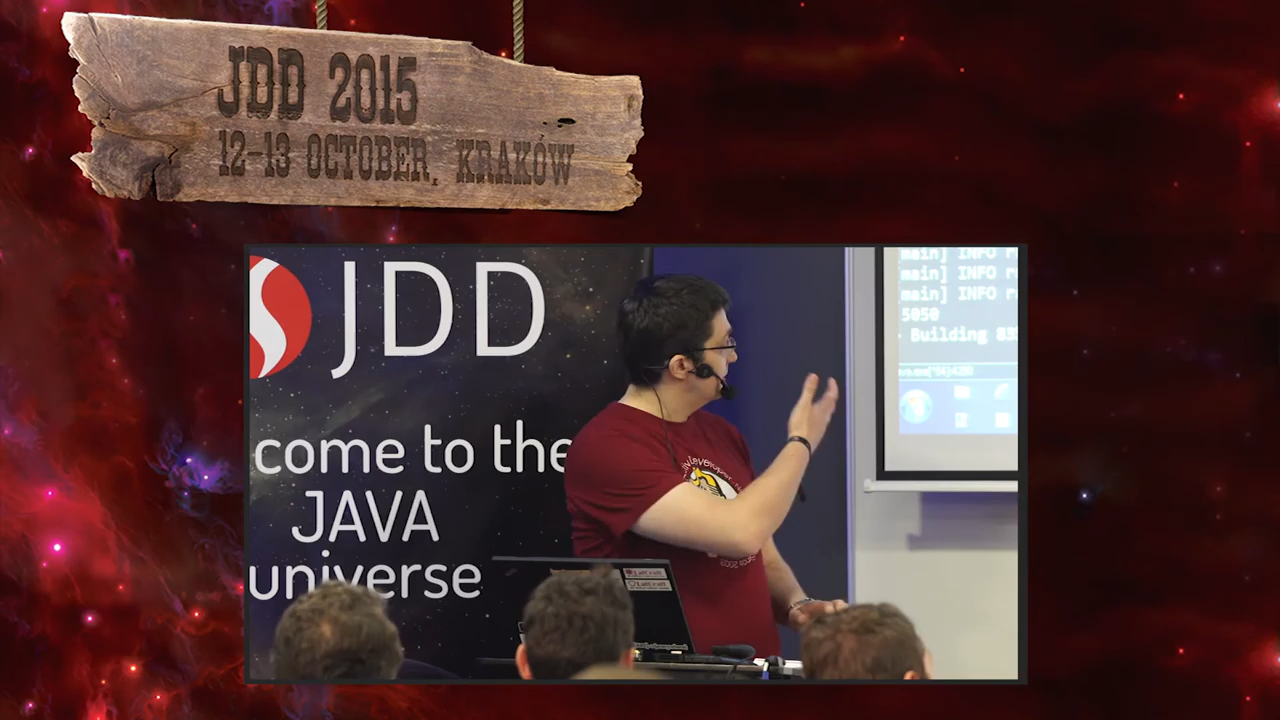 JDD 2015
12-13 OCTOBER, KRAKÓW
JDD
come to the
JAVA
universe
main] INFO
main] INFO
main] INFO
5050
Building